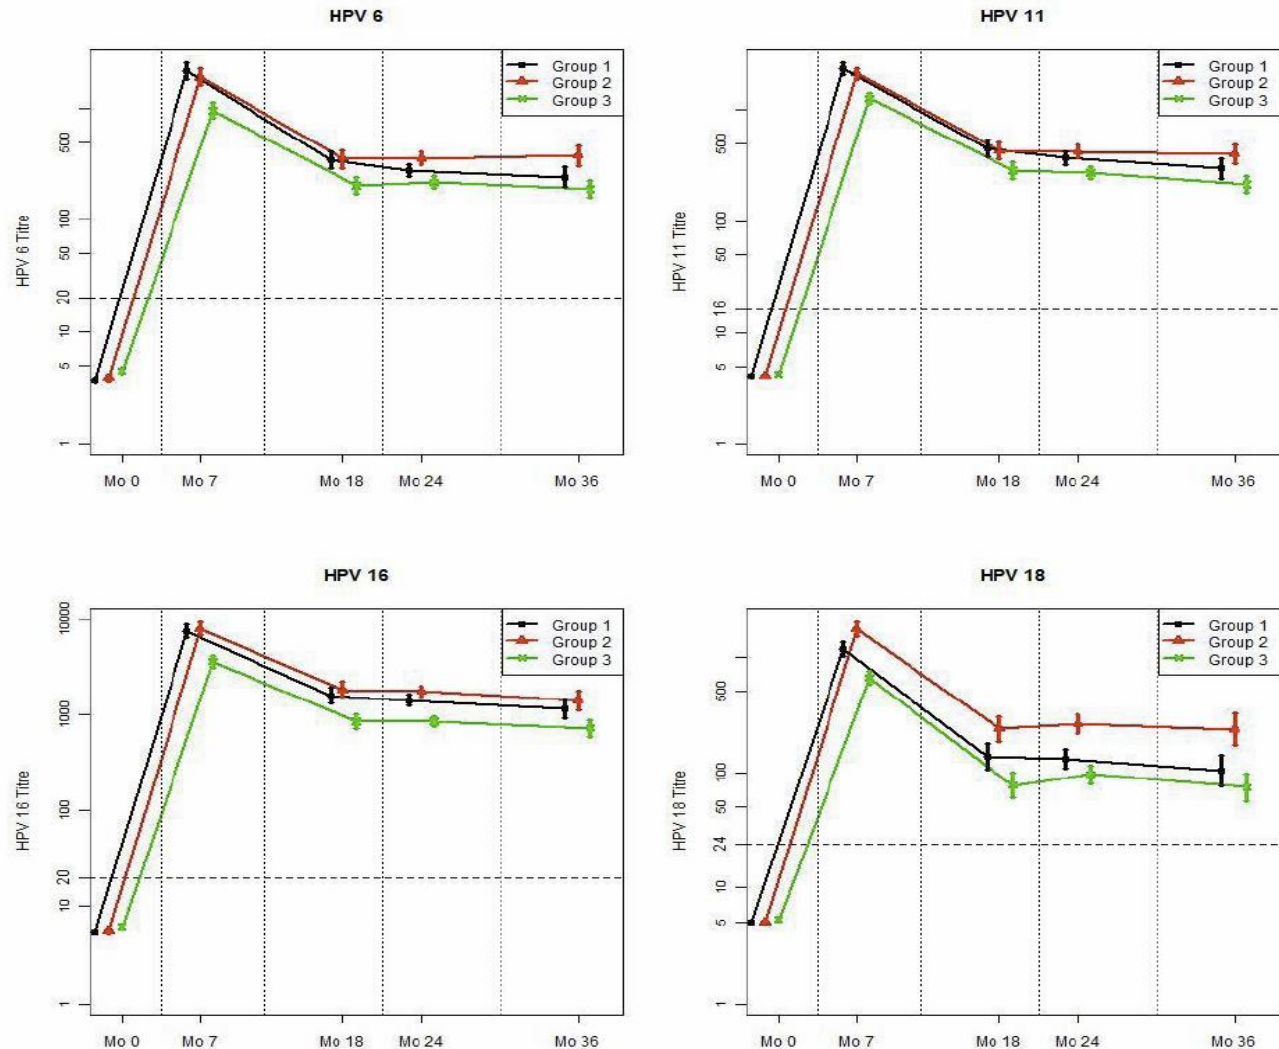 HPV 6
HPV 6 Titre
500
100
50
20
10
5
1
Mo 0 Mo 7 Mo 18 Mo 24 Mo 36
Group 1
Group 2
Group 3
HPV 11
HPV 11 Titre
500
100
50
16
10
5
1
Mo 0 Mo 7 Mo 18 Mo 24 Mo 36
Group 1
Group 2
Group 3
HPV 16
HPV 16 Titre
10000
1000
100
20
10
1
Mo 0 Mo 7 Mo 18 Mo 24 Mo 36
Group 1
Group 2
Group 3
HPV 18
HPV 18 Titre
500
100
50
24
10
5
1
Mo 0 Mo 7 Mo 18 Mo 24 Mo 36
Group 1
Group 2
Group 3